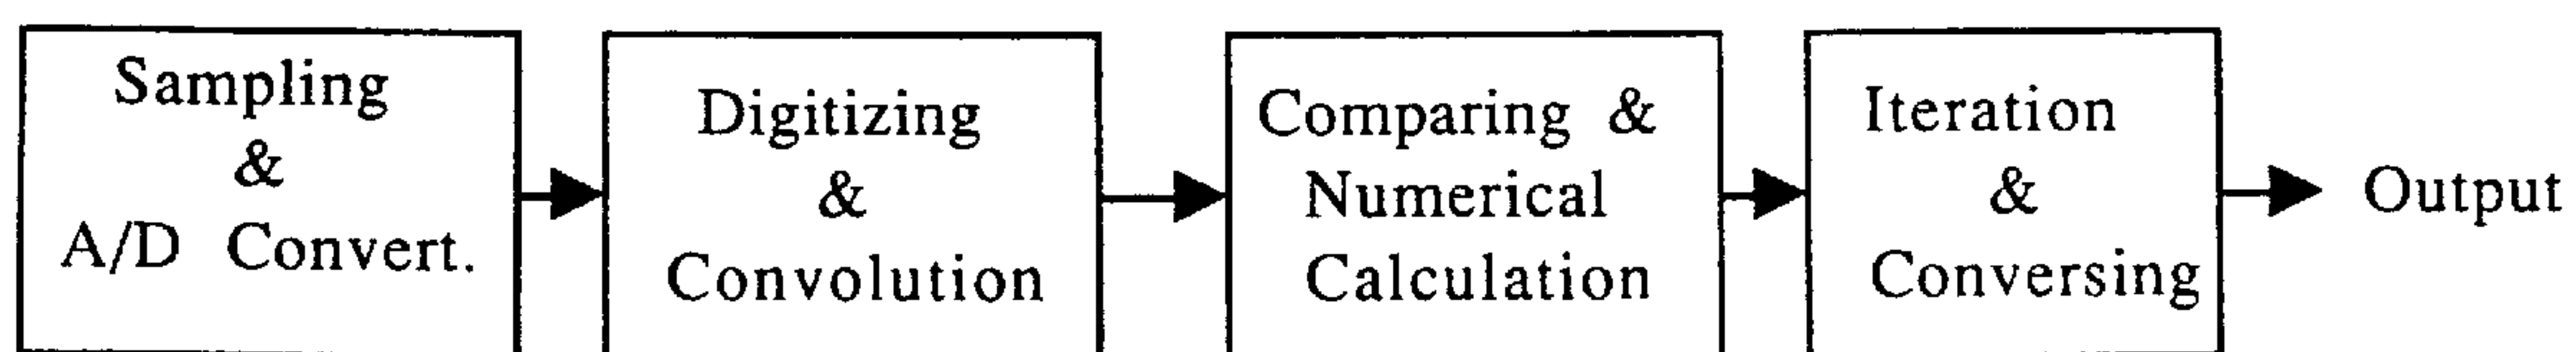 Sampling
&
A/D Convert.
Digitizing
&
Convolution
Comparing &
Numerical
Calculation
Iteration
&
Conversing
Output